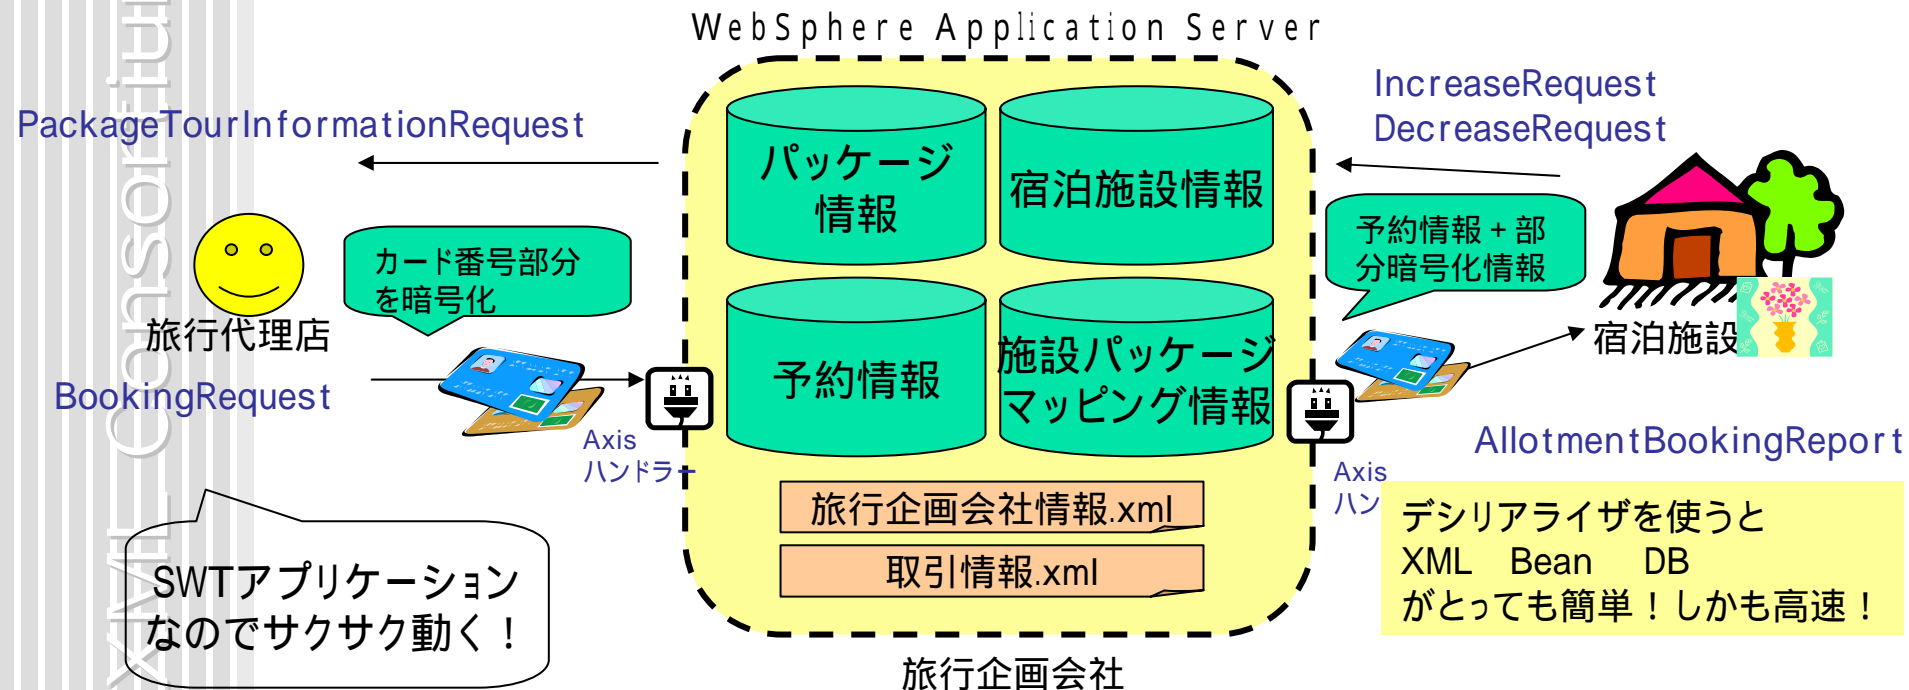 WebSphere Application Server
PackageTourInformationRequest
IncreaseRequest
DecreaseRequest
パッケージ
情報
宿泊施設情報
カード番号部分
を暗号化
予約情報 + 部
分暗号化情報
旅行代理店
宿泊施設
BookingRequest
予約情報
施設パッケージ
マッピング情報
Axis
ハンドラー
AllotmentBookingReport
Axis
ハン
旅行企画会社情報.xml
取引情報.xml
デシリアライザを使うと
XML Bean DB
がとっても簡単！しかも高速！
SWTアプリケーション
なのでサクサク動く！
旅行企画会社
XML Consortium